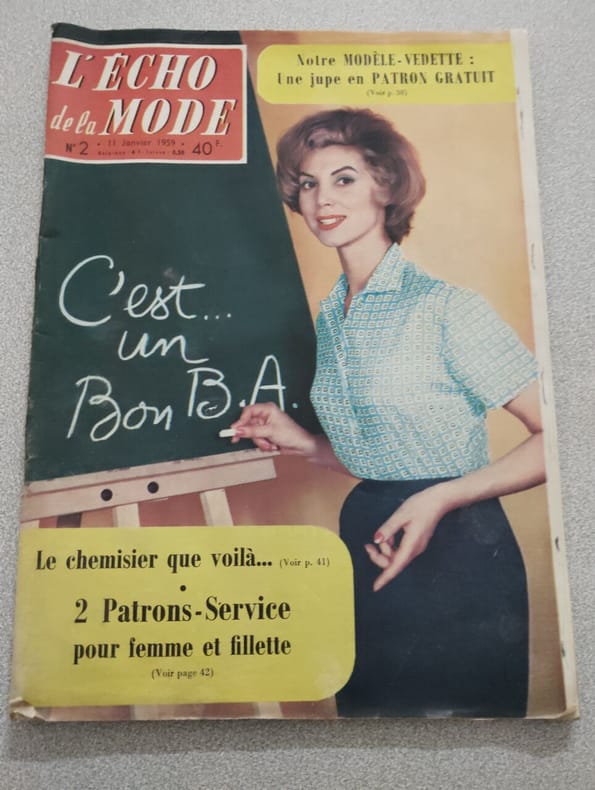 L'ÉCHO
de la MODE
N° 2 • 11 Janvier 1959 • 40 F.
Notre MODÈLE-VEDETTE :
Une jupe en PATRON GRATUIT
(Voir p. 30)
C'est...
un
Bon B.A.
Le chemisier que voilà... (Voir p. 41)
•
2 Patrons-Service
pour femme et fillette
(Voir page 42)